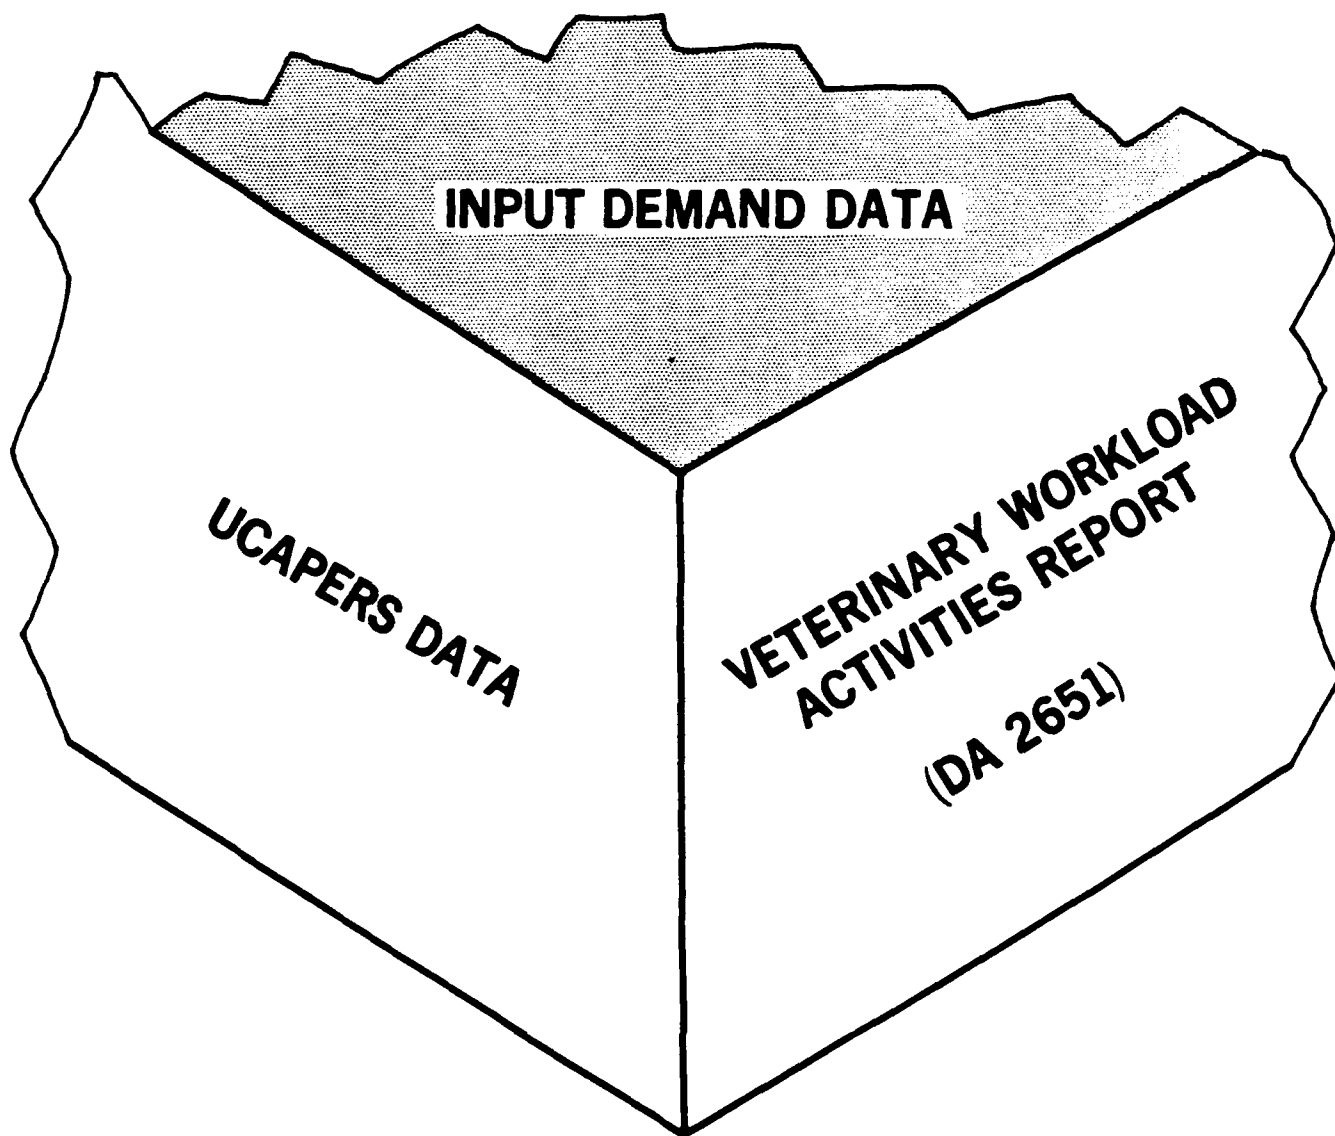 INPUT DEMAND DATA
UCAPERS DATA
VETERINARY WORKLOAD
ACTIVITIES REPORT
(DA 2651)